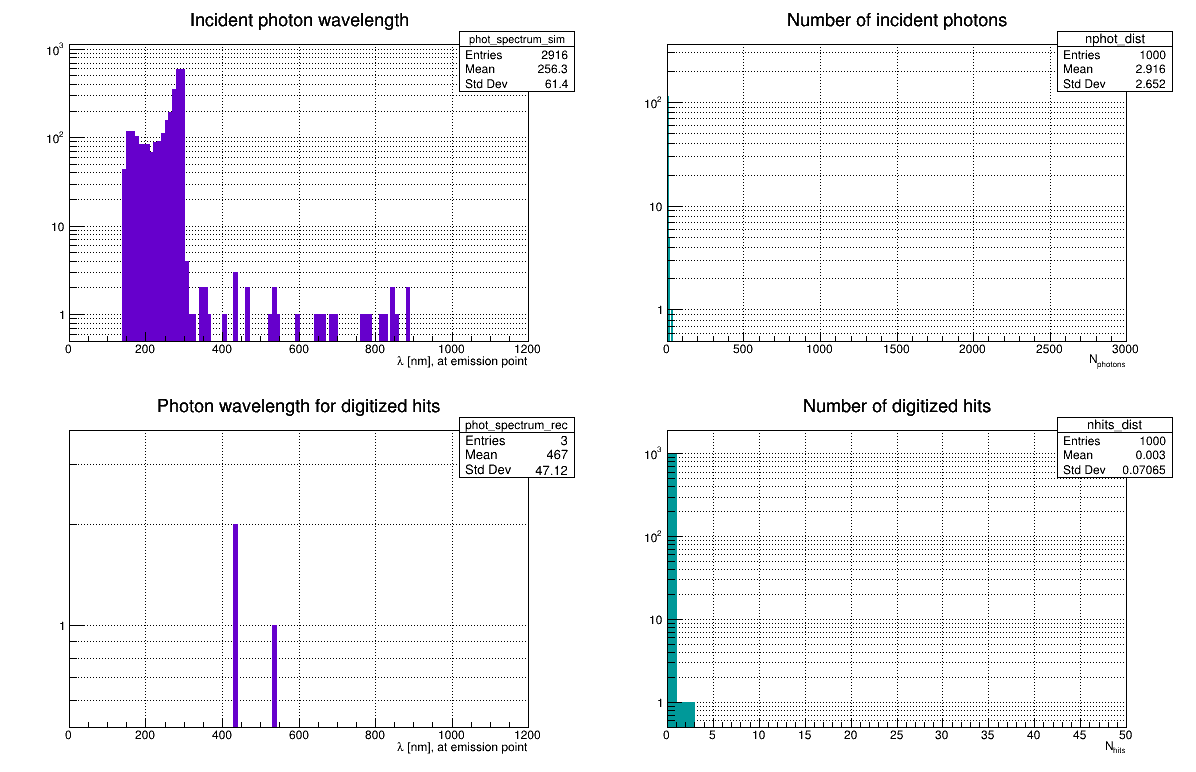 Incident photon wavelength
phot_spectrum_sim
Entries 2916
Mean 256.3
Std Dev 61.4
10³
10²
10
1
0 200 400 600 800 1000 1200
λ [nm], at emission point
Number of incident photons
nphot_dist
Entries 1000
Mean 2.916
Std Dev 2.652
10²
10
1
0 500 1000 1500 2000 2500 3000
Nphotons
Photon wavelength for digitized hits
phot_spectrum_rec
Entries 3
Mean 467
Std Dev 47.12
1
0 200 400 600 800 1000 1200
λ [nm], at emission point
Number of digitized hits
nhits_dist
Entries 1000
Mean 0.003
Std Dev 0.07065
10³
10²
10
1
0 5 10 15 20 25 30 35 40 45 50
Nhits